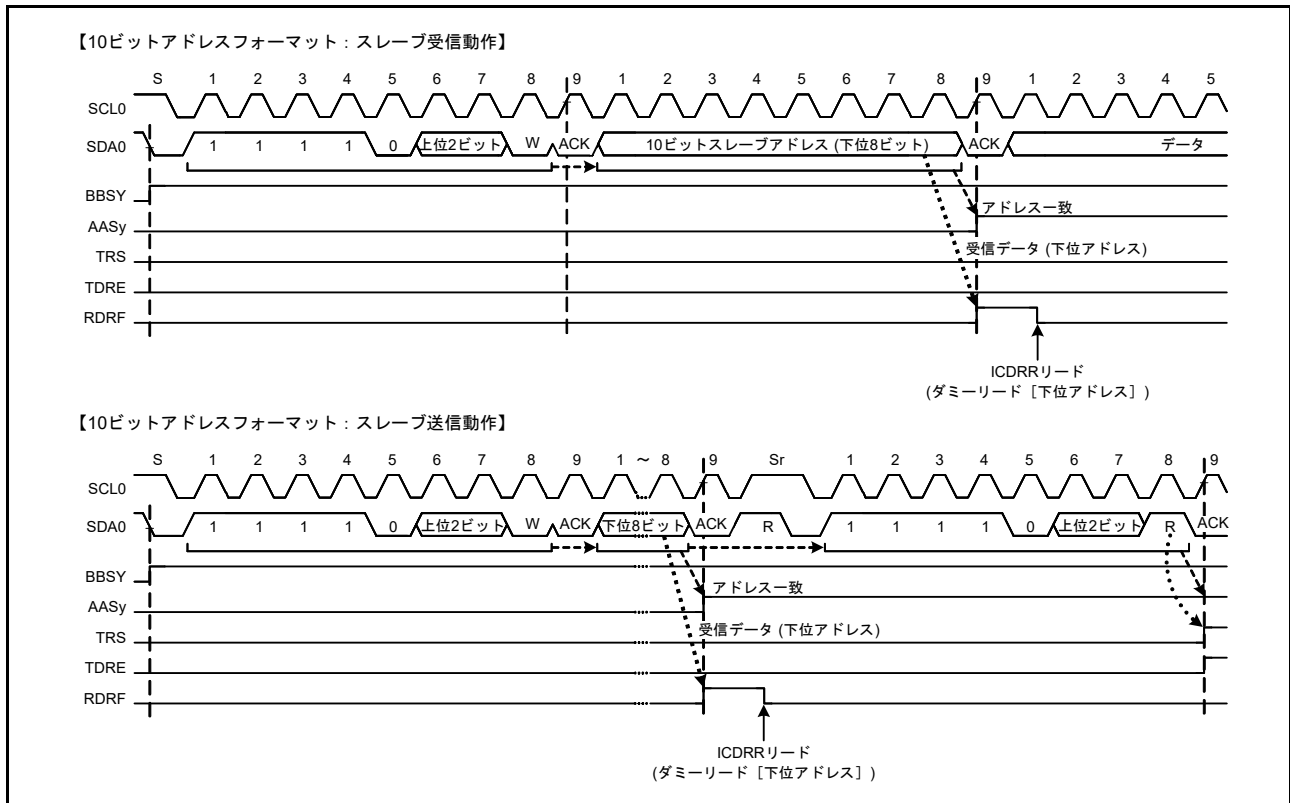 【10ビットアドレスフォーマット：スレーブ受信動作】
S 1 2 3 4 5 6 7 8 9 1 2 3 4 5 6 7 8 9 1 2 3 4 5
SCL0
SDA0 1 1 1 1 0 上位2ビット W ACK 10ビットスレーブアドレス (下位8ビット) ACK データ
BBSY
アドレス一致
AASy
受信データ (下位アドレス)
TRS
TDRE
RDRF
ICDRRリード
(ダミーリード［下位アドレス］)
【10ビットアドレスフォーマット：スレーブ送信動作】
S 1 2 3 4 5 6 7 8 9 1 ～ 8 9 Sr 1 2 3 4 5 6 7 8 9
SCL0
SDA0 1 1 1 1 0 上位2ビット W ACK 下位8ビット ACK R 1 1 1 1 0 上位2ビット R ACK
BBSY
アドレス一致
AASy
受信データ (下位アドレス)
TRS
TDRE
RDRF
ICDRRリード
(ダミーリード［下位アドレス］)